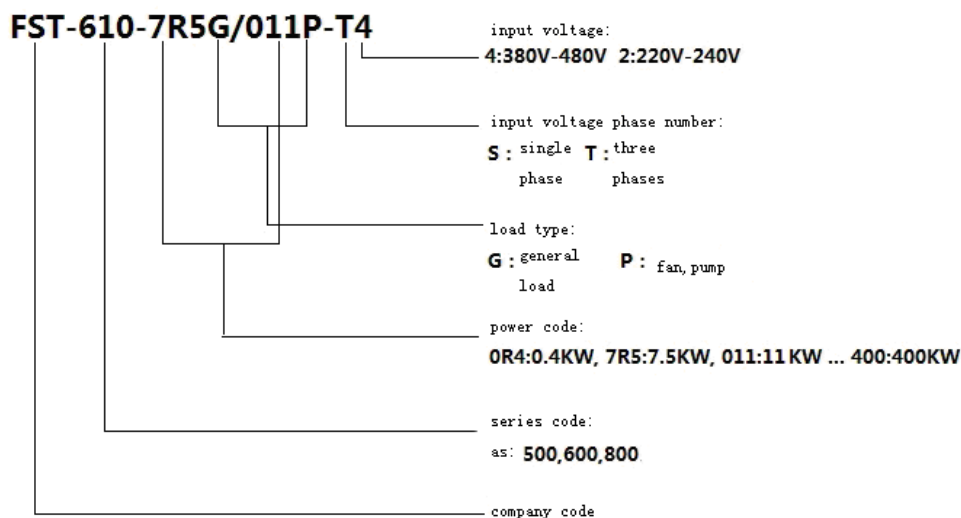 FST-610-7R5G/011P-T4
input voltage:
4:380V-480V 2:220V-240V
input voltage phase number:
S : single phase T : three phases
load type:
G : general load P : fan, pump
power code:
0R4:0.4KW, 7R5:7.5KW, 011:11KW ... 400:400KW
series code:
as: 500,600,800
company code